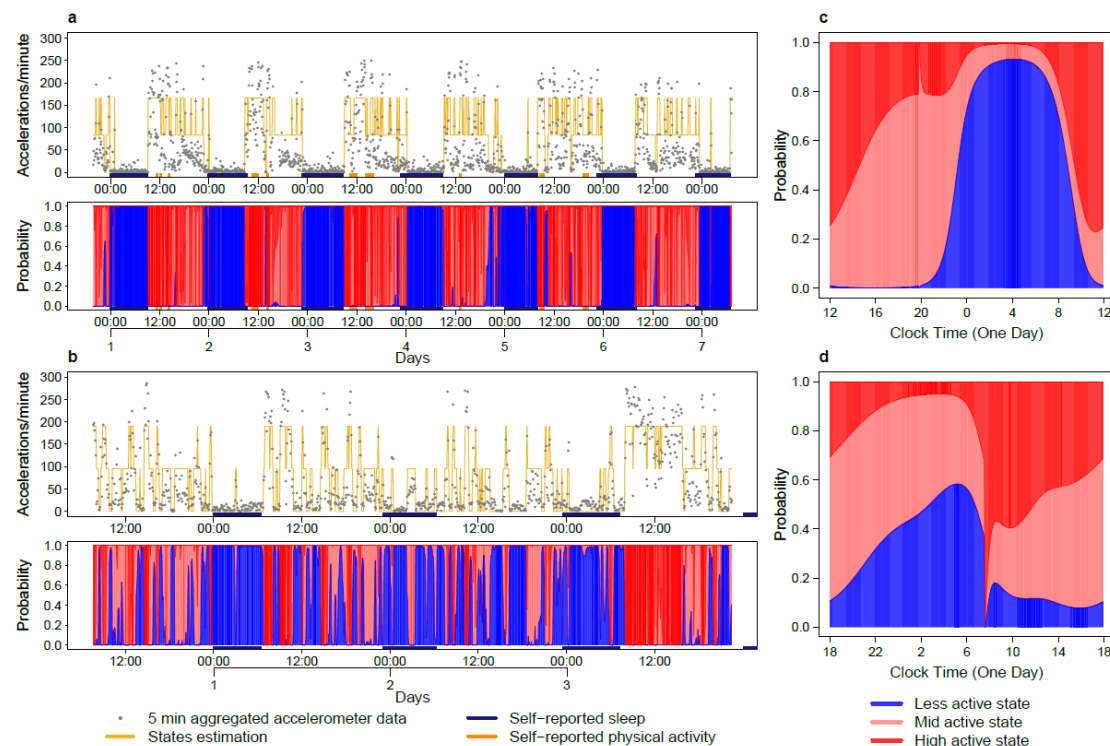 a
Accelerations/minute
300
250
200
150
100
50
0
00:00 12:00 00:00 12:00 00:00 12:00 00:00 12:00 00:00 12:00 00:00 12:00 00:00
Probability
1.0
0.8
0.6
0.4
0.2
0.0
00:00 12:00 00:00 12:00 00:00 12:00 00:00 12:00 00:00 12:00 00:00 12:00 00:00
1 2 3 4 5 6 7
Days
b
Accelerations/minute
300
250
200
150
100
50
0
12:00 00:00 12:00 00:00 12:00 00:00 12:00
Probability
1.0
0.8
0.6
0.4
0.2
0.0
12:00 00:00 12:00 00:00 12:00 00:00 12:00
1 2 3
Days
5 min aggregated accelerometer data
States estimation
Self-reported sleep
Self-reported physical activity
c
Probability
1.0
0.8
0.6
0.4
0.2
0.0
12 16 20 0 4 8 12
Clock Time (One Day)
d
Probability
1.0
0.8
0.6
0.4
0.2
0.0
18 22 2 6 10 14 18
Clock Time (One Day)
Less active state
Mid active state
High active state